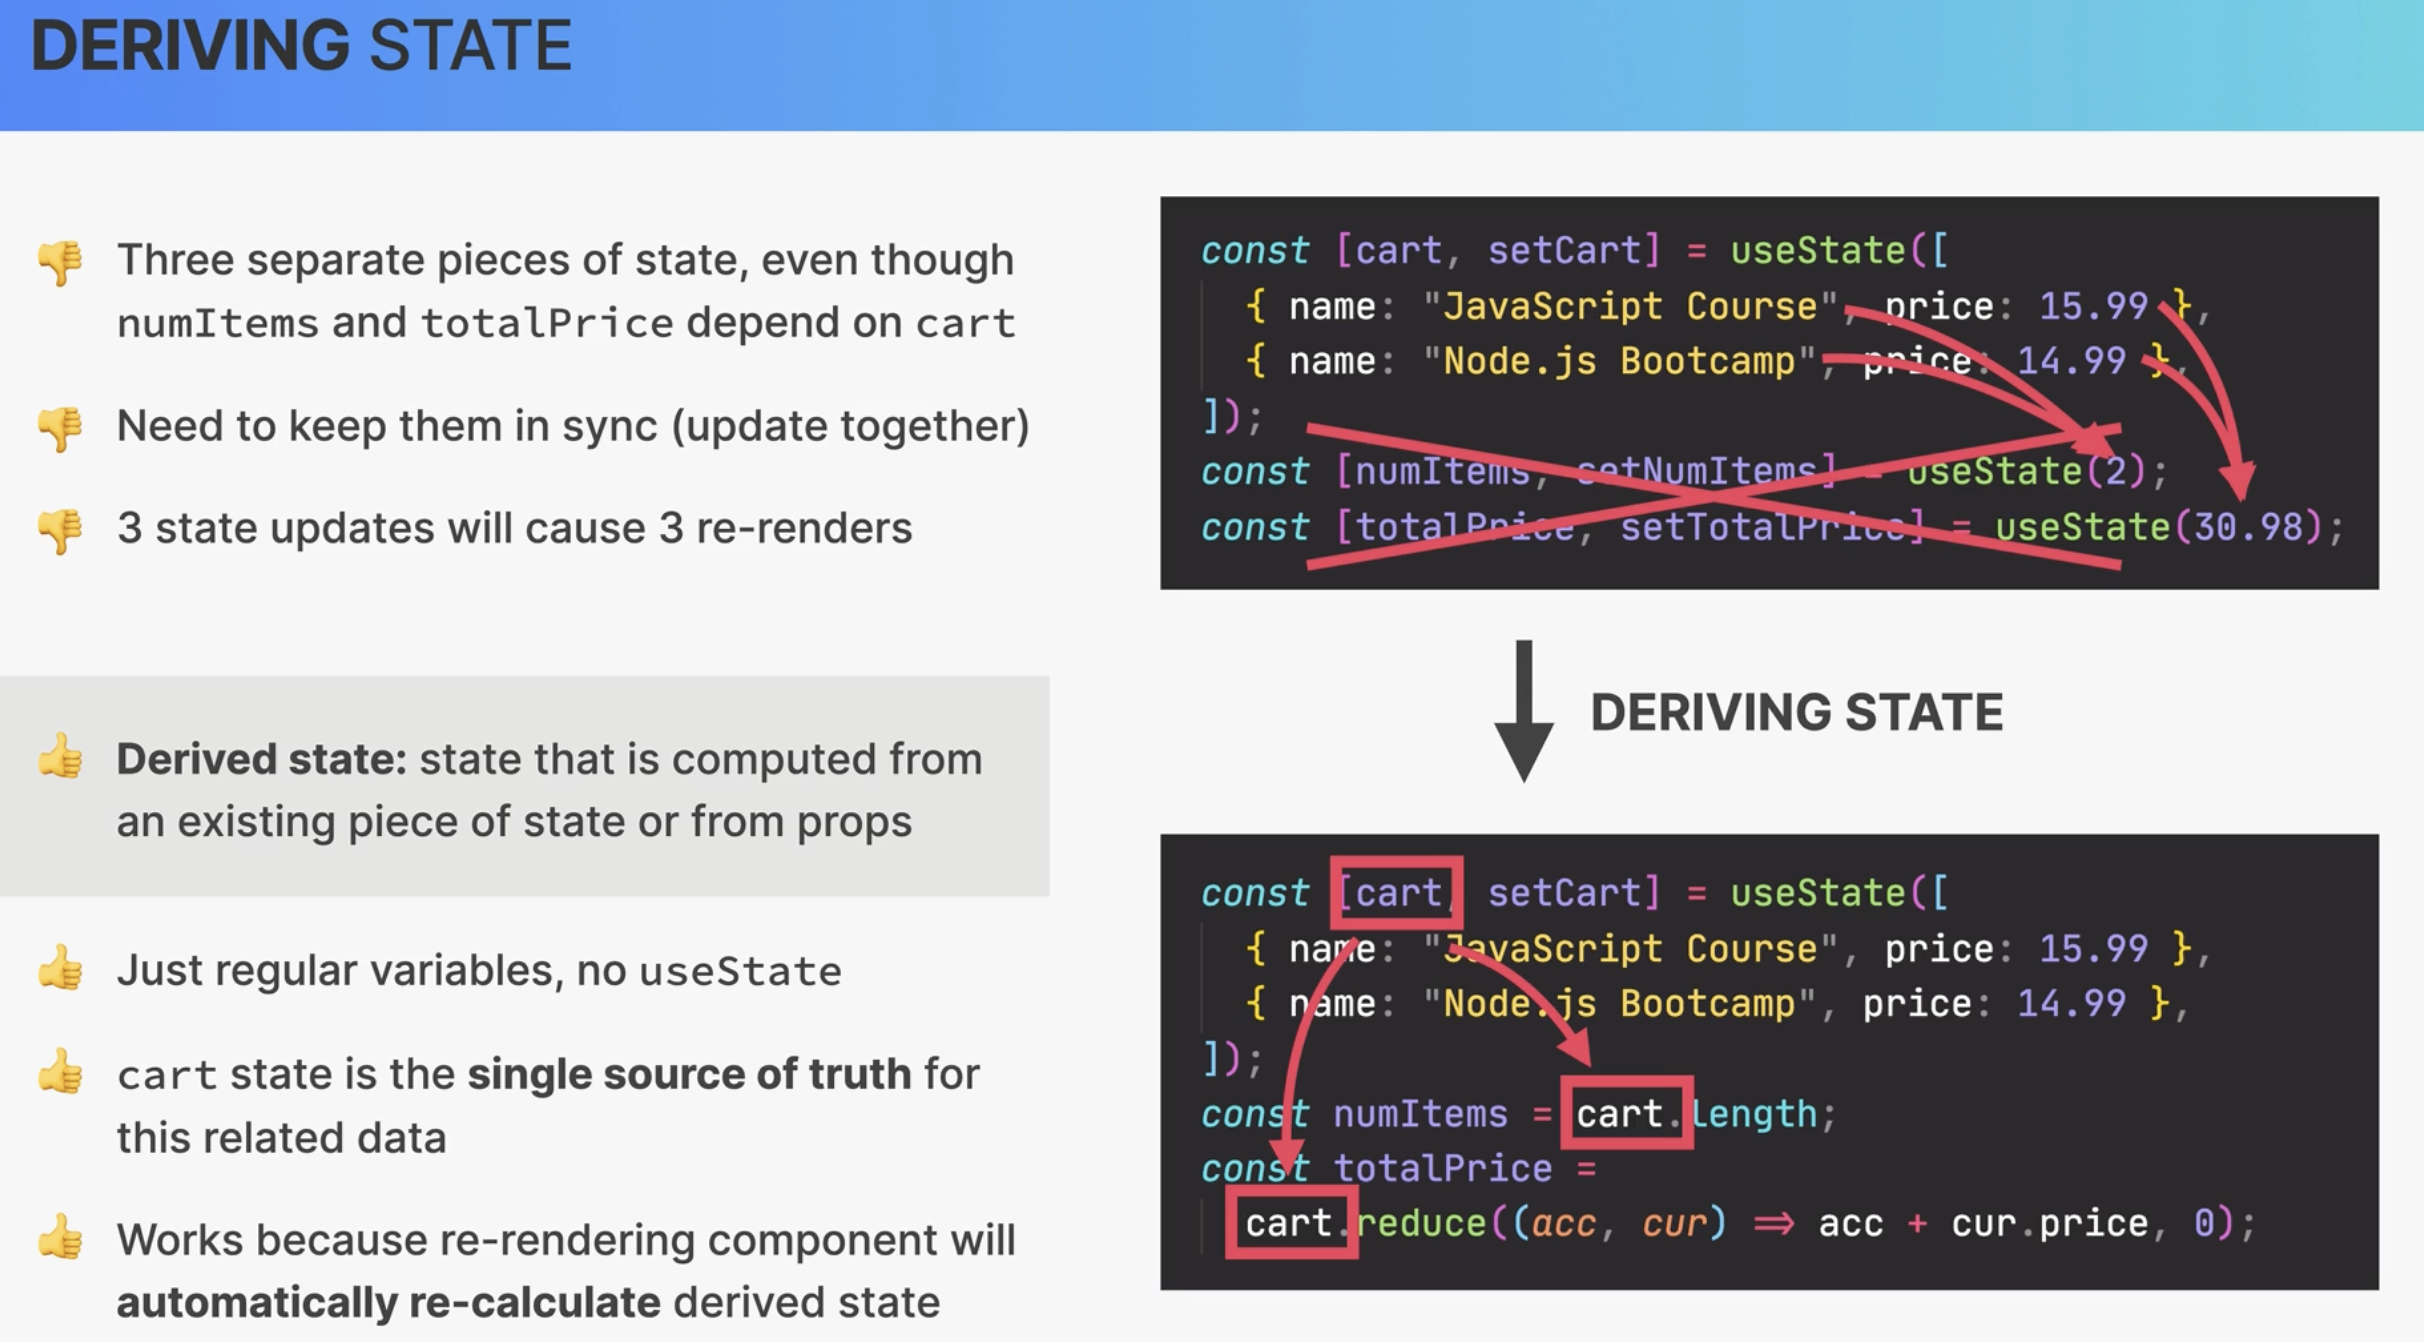 DERIVING STATE
Three separate pieces of state, even though
numItems and totalPrice depend on cart
Need to keep them in sync (update together)
3 state updates will cause 3 re-renders
Derived state: state that is computed from
an existing piece of state or from props
Just regular variables, no useState
cart state is the single source of truth for
this related data
Works because re-rendering component will
automatically re-calculate derived state
const [cart, setCart] = useState([
{ name: "JavaScript Course", price: 15.99 },
{ name: "Node.js Bootcamp", price: 14.99 },
]);
const [numItems, setNumItems] = useState(2);
const [totalPrice, setTotalPrice] = useState(30.98);
DERIVING STATE
const [cart, setCart] = useState([
{ name: "JavaScript Course", price: 15.99 },
{ name: "Node.js Bootcamp", price: 14.99 },
]);
const numItems = cart.length;
const totalPrice =
cart.reduce((acc, cur) => acc + cur.price, 0);